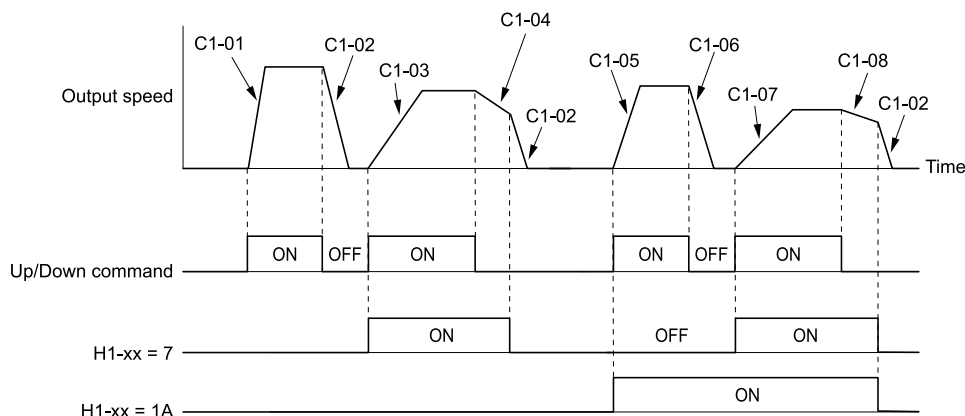 C1-01
C1-02
C1-03
C1-04
C1-02
C1-05
C1-06
C1-07
C1-08
C1-02
Output speed
Time
Up/Down command
ON
OFF
ON
ON
OFF
ON
H1-xx = 7
ON
OFF
ON
H1-xx = 1A
ON